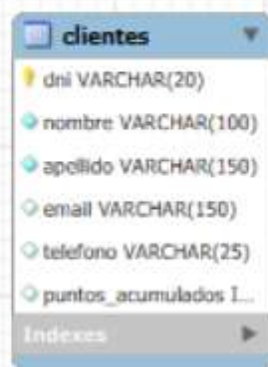 clientes
dni VARCHAR(20)
nombre VARCHAR(100)
apellido VARCHAR(150)
email VARCHAR(150)
telefono VARCHAR(25)
puntos_acumulados I...
Indexes